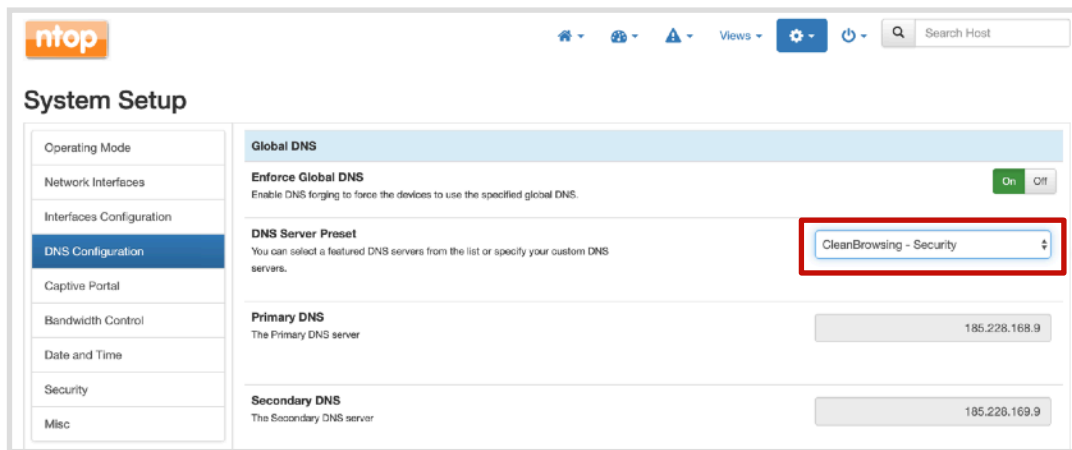 ntop
Views
Search Host
System Setup
Operating Mode
Network Interfaces
Interfaces Configuration
DNS Configuration
Captive Portal
Bandwidth Control
Date and Time
Security
Misc
Global DNS
Enforce Global DNS
Enable DNS forging to force the devices to use the specified global DNS.
On Off
DNS Server Preset
You can select a featured DNS servers from the list or specify your custom DNS
servers.
CleanBrowsing - Security
Primary DNS
The Primary DNS server
185.228.168.9
Secondary DNS
The Secondary DNS server
185.228.169.9